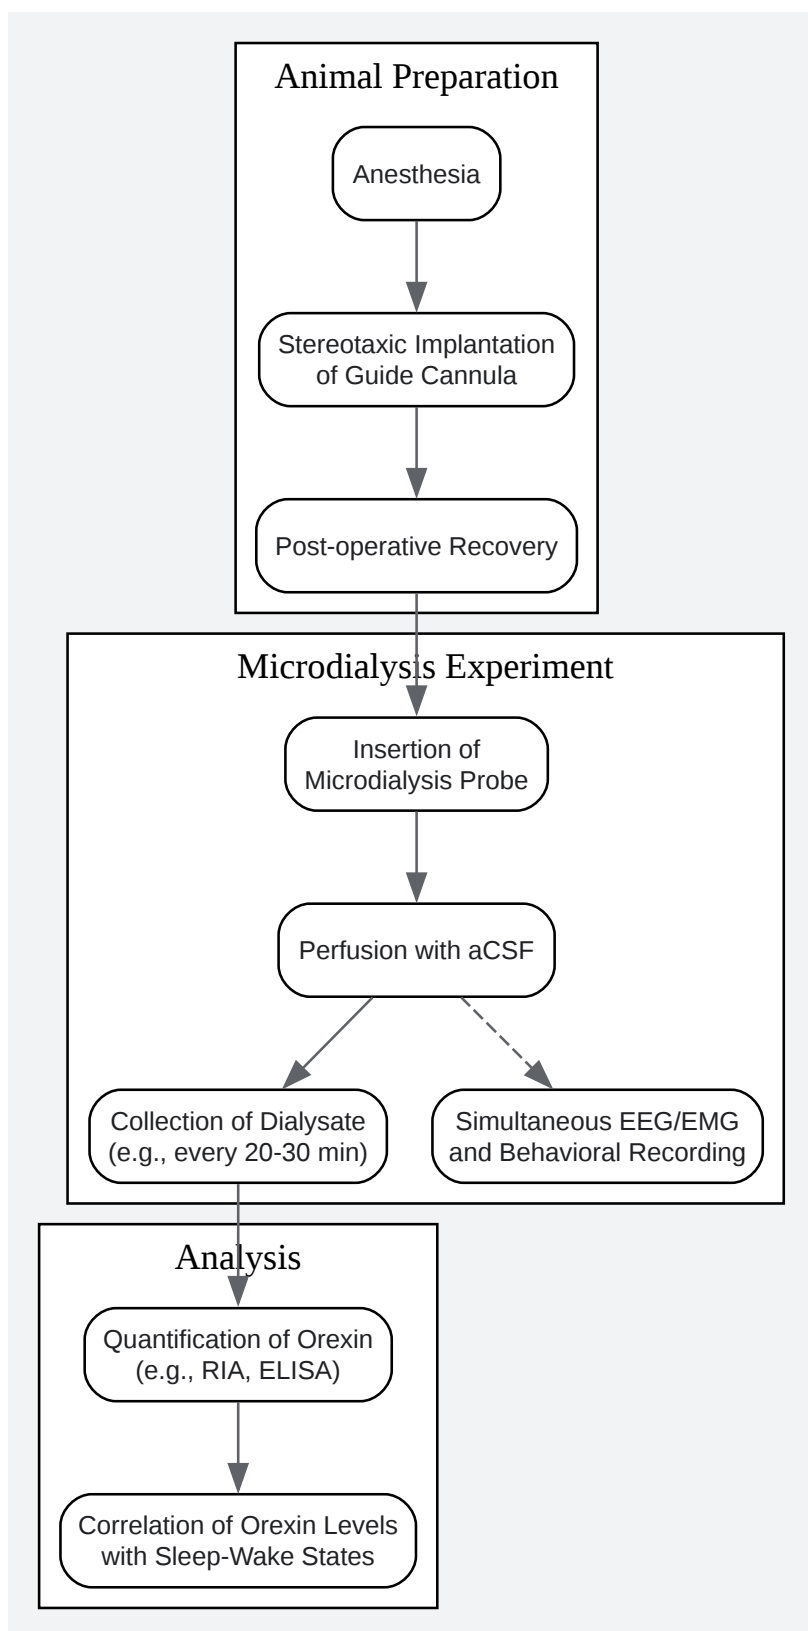 Animal Preparation
Anesthesia
Stereotaxic Implantation
of Guide Cannula
Post-operative Recovery
Microdialysis Experiment
Insertion of
Microdialysis Probe
Perfusion with aCSF
Collection of Dialysate
(e.g., every 20-30 min)
Simultaneous EEG/EMG
and Behavioral Recording
Analysis
Quantification of Orexin
(e.g., RIA, ELISA)
Correlation of Orexin Levels
with Sleep-Wake States